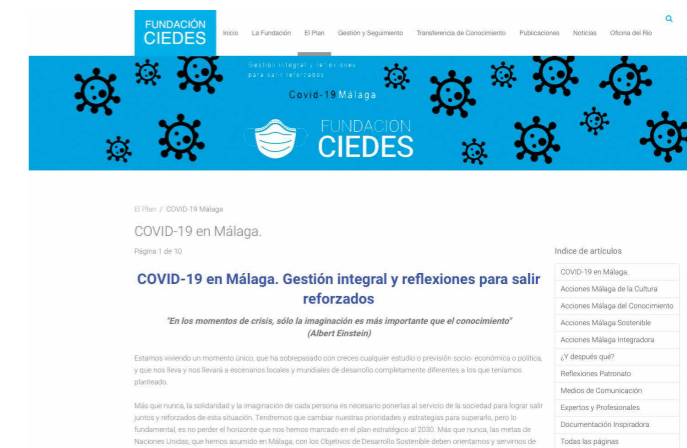 FUNDACIÓN
CIEDES
Inicio La Fundación El Plan Gestión y Seguimiento Transferencia de Conocimiento Publicaciones Noticias Oficina del Rio
Gestión integral y reflexiones
para salir reforzados
Covid-19 Málaga
FUNDACION
CIEDES
El Plan / COVID-19 Málaga
COVID-19 en Málaga.
Página 1 de 10
COVID-19 en Málaga. Gestión integral y reflexiones para salir
reforzados
"En los momentos de crisis, sólo la imaginación es más importante que el conocimiento"
(Albert Einstein)
Estamos viviendo un momento único, que ha sobrepasado con creces cualquier estudio o previsión socio- económica o política,
y que nos lleva y nos llevará a escenarios locales y mundiales de desarrollo completamente diferentes a los que teníamos
planteado.
Más que nunca, la solidaridad y la imaginación de cada persona es necesario ponerlas al servicio de la sociedad para lograr salir
juntos y reforzados de esta situación. Tendremos que cambiar nuestras prioridades y estrategias para superarlo, pero lo
fundamental, es no perder el horizonte que nos hemos marcado en el plan estratégico al 2030. Más que nunca, las metas de
Naciones Unidas, que hemos asumido en Málaga, con los Objetivos de Desarrollo Sostenible deben orientarnos y servirnos de
Indice de artículos
COVID-19 en Málaga.
Acciones Málaga de la Cultura
Acciones Málaga del Conocimiento
Acciones Málaga Sostenible
Acciones Málaga Integradora
¿Y después qué?
Reflexiones Patronato
Medios de Comunicación
Expertos y Profesionales
Documentación Inspiradora
Todas las páginas